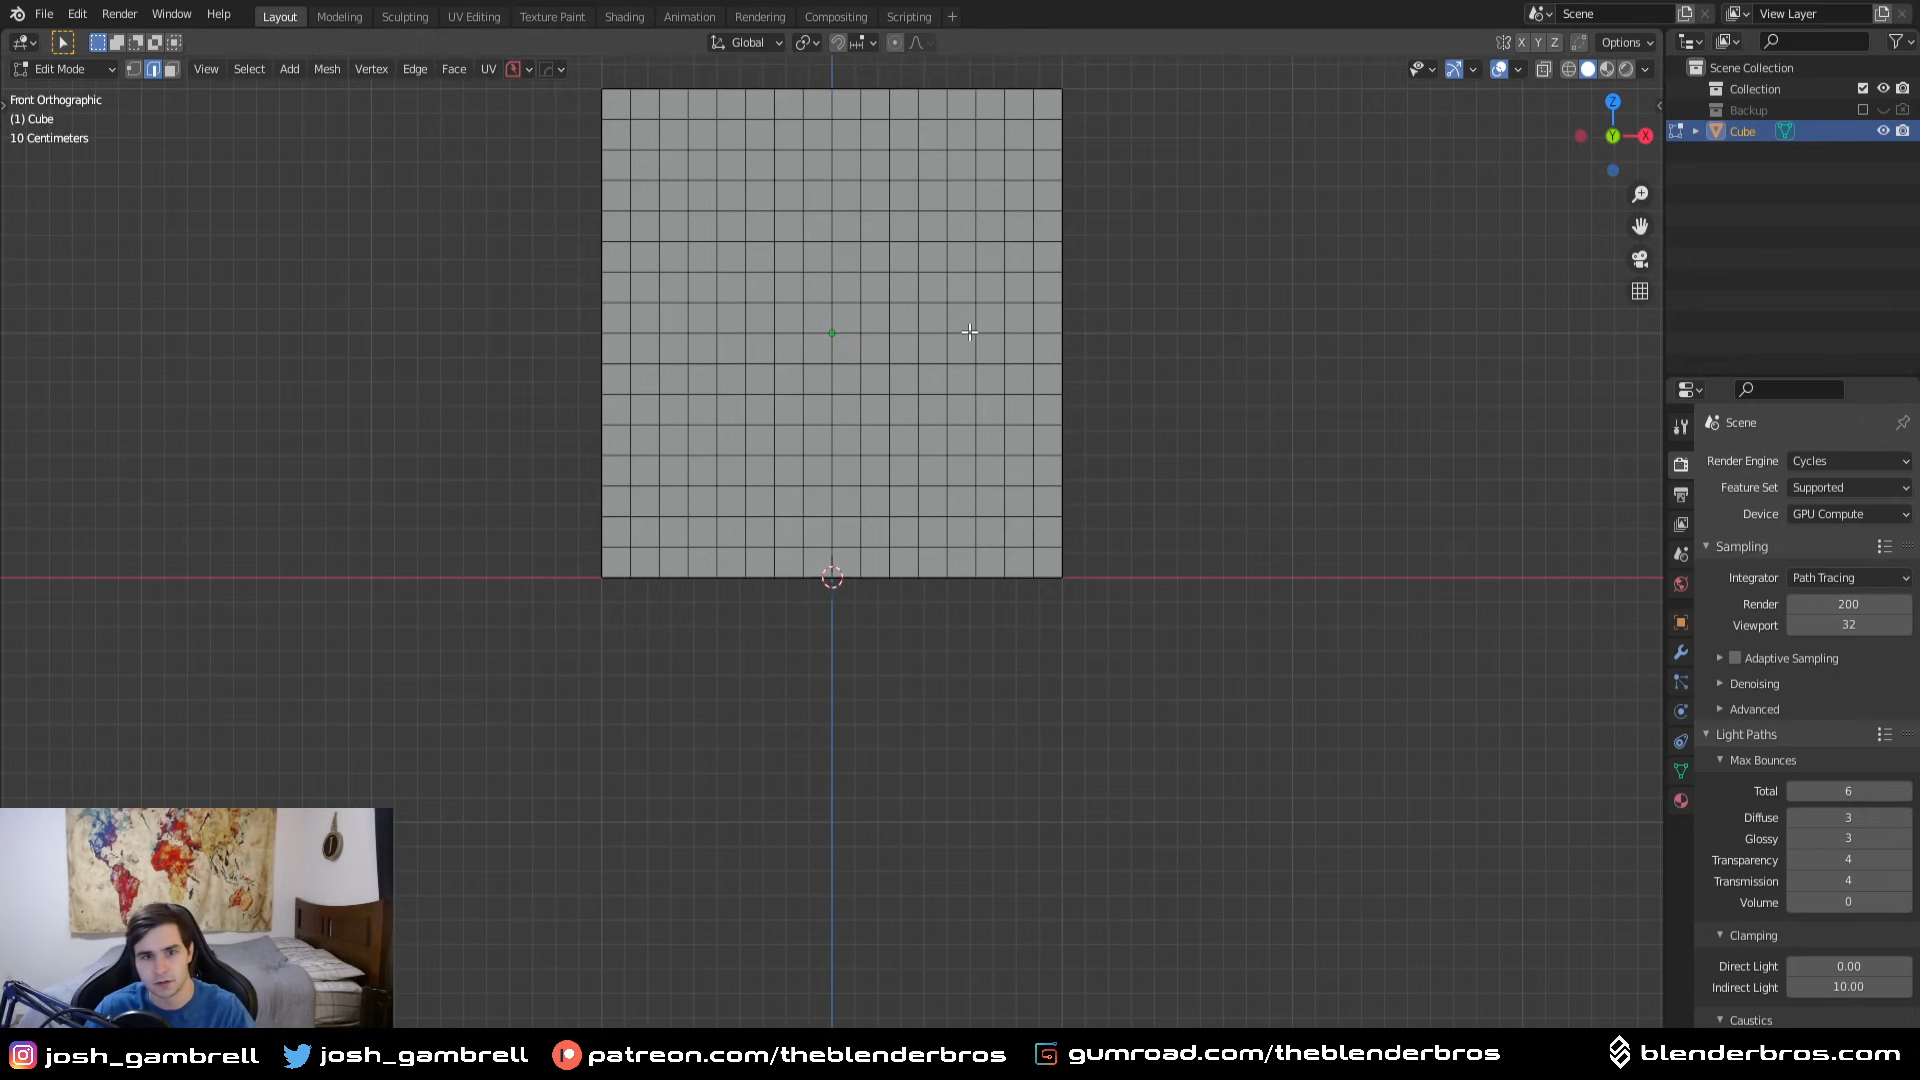 File Edit Render Window Help Layout Modeling Sculpting UV Editing Texture Paint Shading Animation Rendering Compositing Scripting + Scene View Layer
Global X Y Z Options
Edit Mode View Select Add Mesh Vertex Edge Face UV
Front Orthographic
(1) Cube
10 Centimeters
Z
Y
X
Scene Collection
Collection
Backup
Cube
Scene
Render Engine Cycles
Feature Set Supported
Device GPU Compute
Sampling
Integrator Path Tracing
Render 200
Viewport 32
Adaptive Sampling
Denoising
Advanced
Light Paths
Max Bounces
Total 6
Diffuse 3
Glossy 3
Transparency 4
Transmission 4
Volume 0
Clamping
Direct Light 0.00
Indirect Light 10.00
Caustics
josh_gambrell josh_gambrell patreon.com/theblenderbros gumroad.com/theblenderbros blenderbros.com